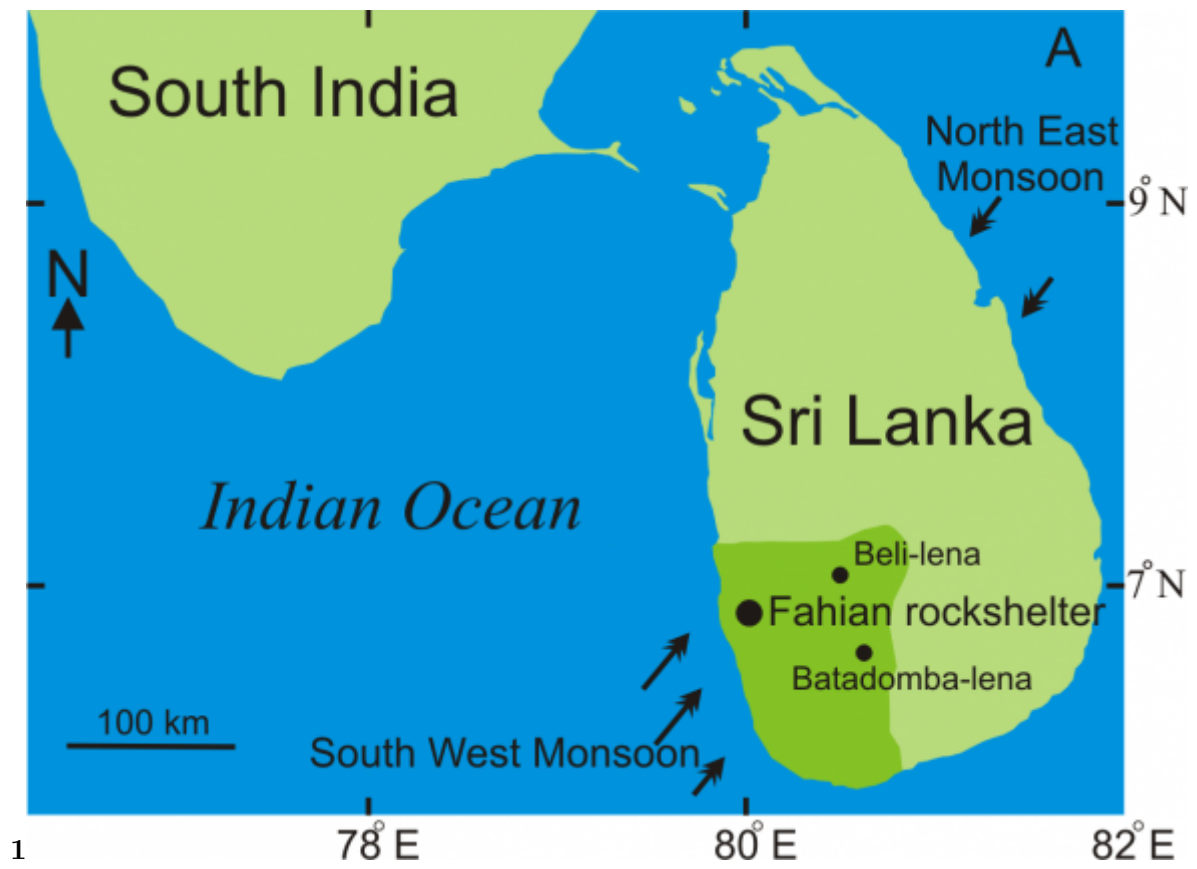 A
South India
North East
Monsoon
9° N
N
Sri Lanka
Indian Ocean
Beli-lena
7° N
Fahian rockshelter
Batadomba-lena
100 km
South West Monsoon
78° E
80° E
82° E
1